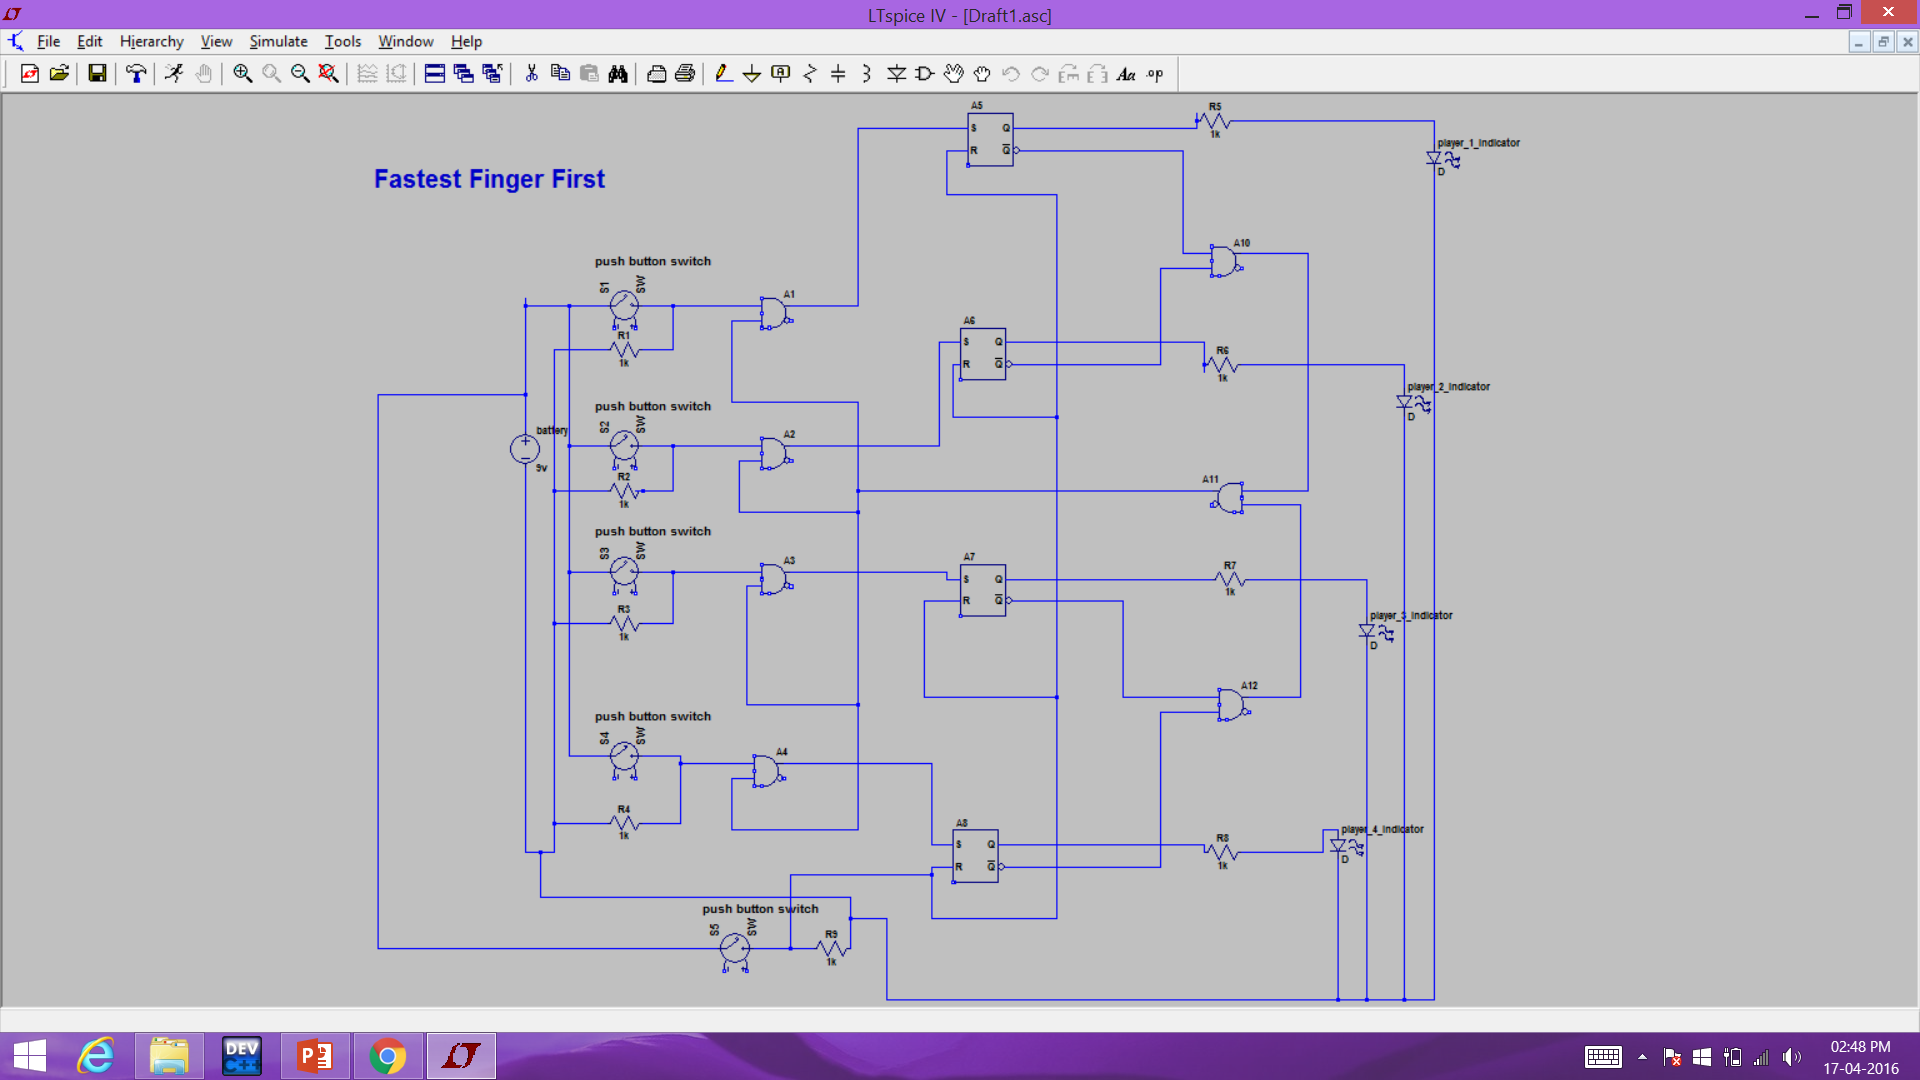 LTspice IV - [Draft1.asc]
File Edit Hierarchy View Simulate Tools Window Help
Aa .op
Fastest Finger First
A5
S Q
R Q
R5
1k
player_1_indicator
D
A10
push button switch
S1 SW
R1
1k
A1
A6
S Q
R Q
R6
1k
player_2_indicator
D
push button switch
S2 SW
R2
1k
A2
battery
9v
A11
push button switch
S3 SW
R3
1k
A3
A7
S Q
R Q
R7
1k
player_3_indicator
D
A12
push button switch
S4 SW
R4
1k
A4
A8
S Q
R Q
R8
1k
player_4_indicator
D
push button switch
S5 SW
R9
1k
DEV
C++
02:48 PM
17-04-2016